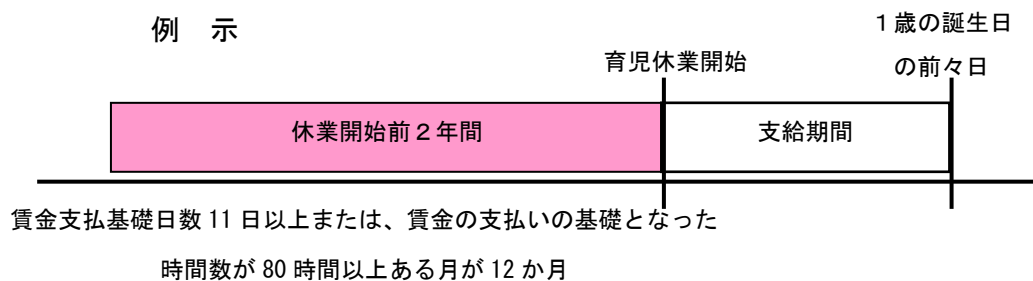 例　示
１歳の誕生日
の前々日
育児休業開始
休業開始前２年間
支給期間
賃金支払基礎日数 11 日以上または、賃金の支払いの基礎となった
時間数が 80 時間以上ある月が 12 か月